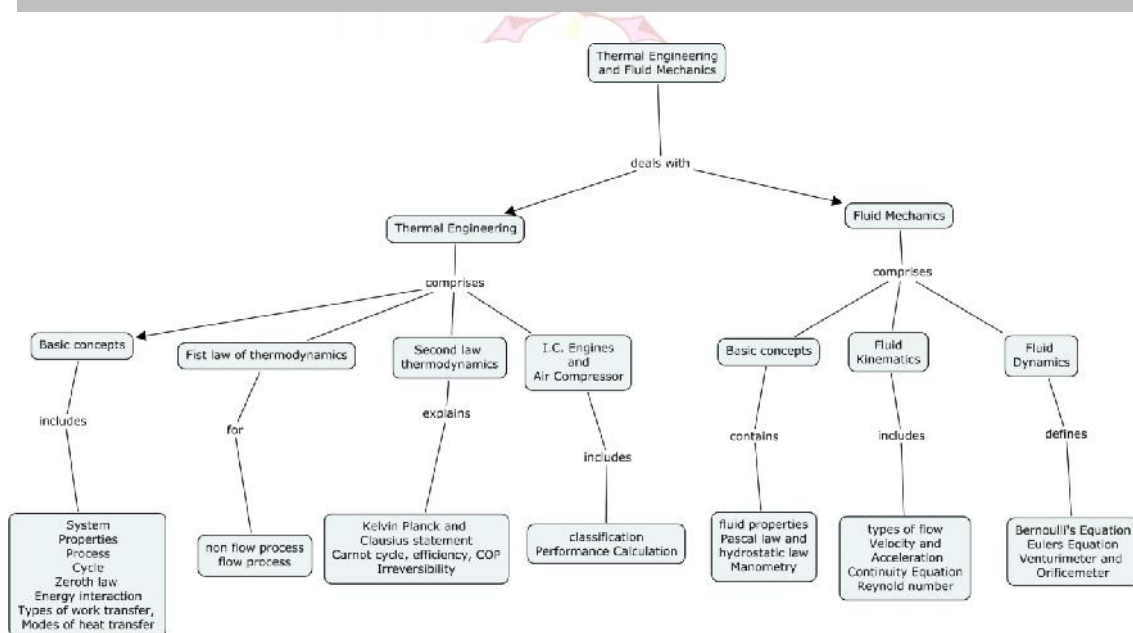 Thermal Engineering
and Fluid Mechanics
deals with
Thermal Engineering
Fluid Mechanics
comprises
comprises
Basic concepts
Fist law of thermodynamics
Second law
thermodynamics
I.C. Engines
and
Air Compressor
Basic concepts
Fluid
Kinematics
Fluid
Dynamics
includes
for
explains
includes
contains
includes
defines
System
Properties
Process
Cycle
Zeroth law
Energy interaction
Types of work transfer,
Modes of heat transfer
non flow process
flow process
Kelvin Planck and
Clausius statement
Carnot cycle, efficiency, COP
Irreversibility
classification
Performance Calculation
fluid properties
Pascal law and
hydrostatic law
Manometry
types of flow
Velocity and
Acceleration
Continuity Equation
Reynold number
Bernoulli's Equation
Eulers Equation
Venturimeter and
Orificemeter